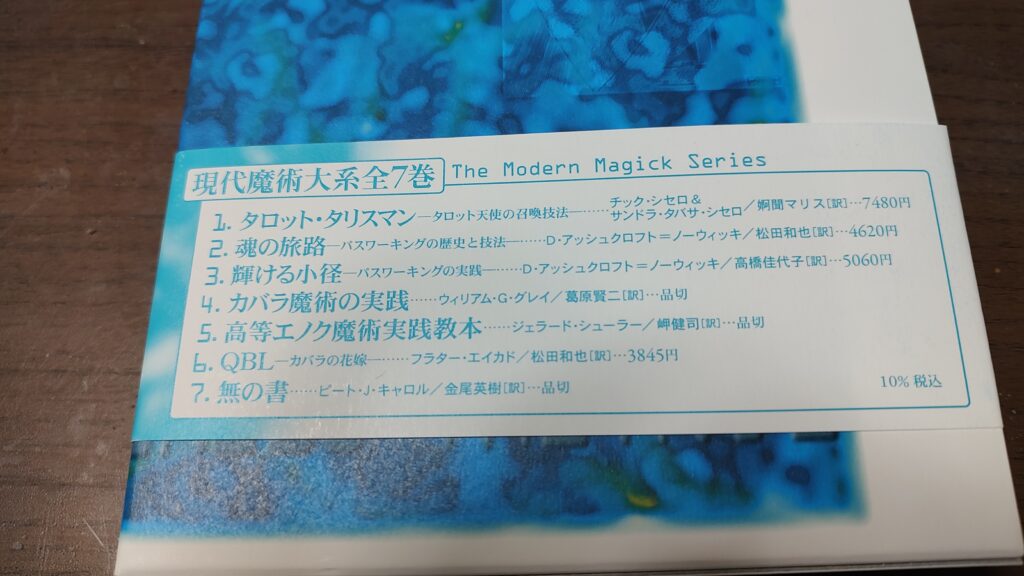 現代魔術大系全7巻 The Modern Magick Series
1. タロット・タリスマン—タロット天使の召喚技法—……チック・シセロ&サンドラ・タバサ・シセロ/婀聞マリス[訳]…7480円
2. 魂の旅路—パスワーキングの歴史と技法—……D・アッシュクロフト=ノーウィッキ/松田和也[訳]…4620円
3. 輝ける小径—パスワーキングの実践—……D・アッシュクロフト=ノーウィッキ/高橋佳代子[訳]…5060円
4. カバラ魔術の実践……ウィリアム・G・グレイ/葛原賢二[訳]…品切
5. 高等エノク魔術実践教本……ジェラード・シューラー/岬健司[訳]…品切
6. QBL—カバラの花嫁—……フラター・エイカド/松田和也[訳]…3845円
7. 無の書……ピート・J・キャロル/金尾英樹[訳]…品切
10% 税込